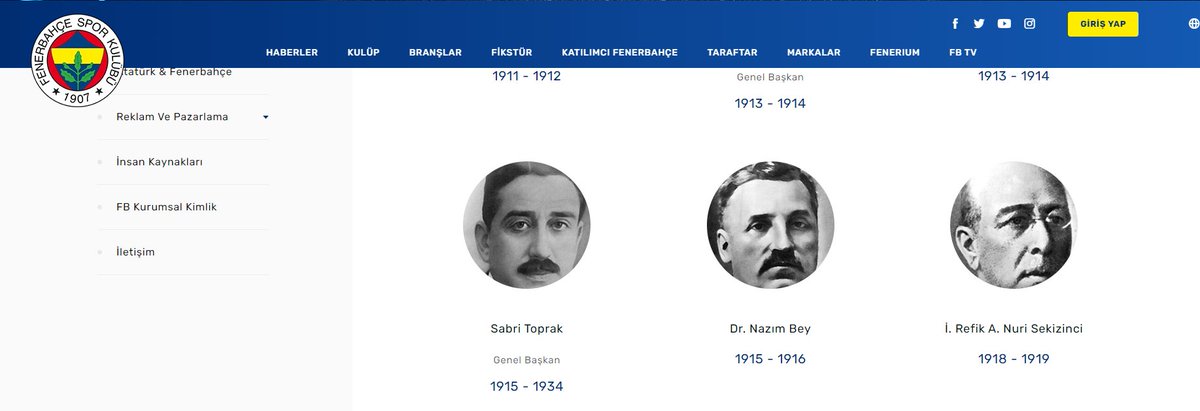 GİRİŞ YAP
FENERBAHÇE SPOR KULÜBÜ
1907
HABERLER KULÜP BRANŞLAR FİKSTÜR KATILIMCI FENERBAHÇE TARAFTAR MARKALAR FENERIUM FB TV
Atatürk & Fenerbahçe
Reklam Ve Pazarlama
İnsan Kaynakları
FB Kurumsal Kimlik
İletişim
1911 - 1912
Genel Başkan
1913 - 1914
1913 - 1914
Sabri Toprak
Genel Başkan
1915 - 1934
Dr. Nazım Bey
1915 - 1916
İ. Refik A. Nuri Sekizinci
1918 - 1919